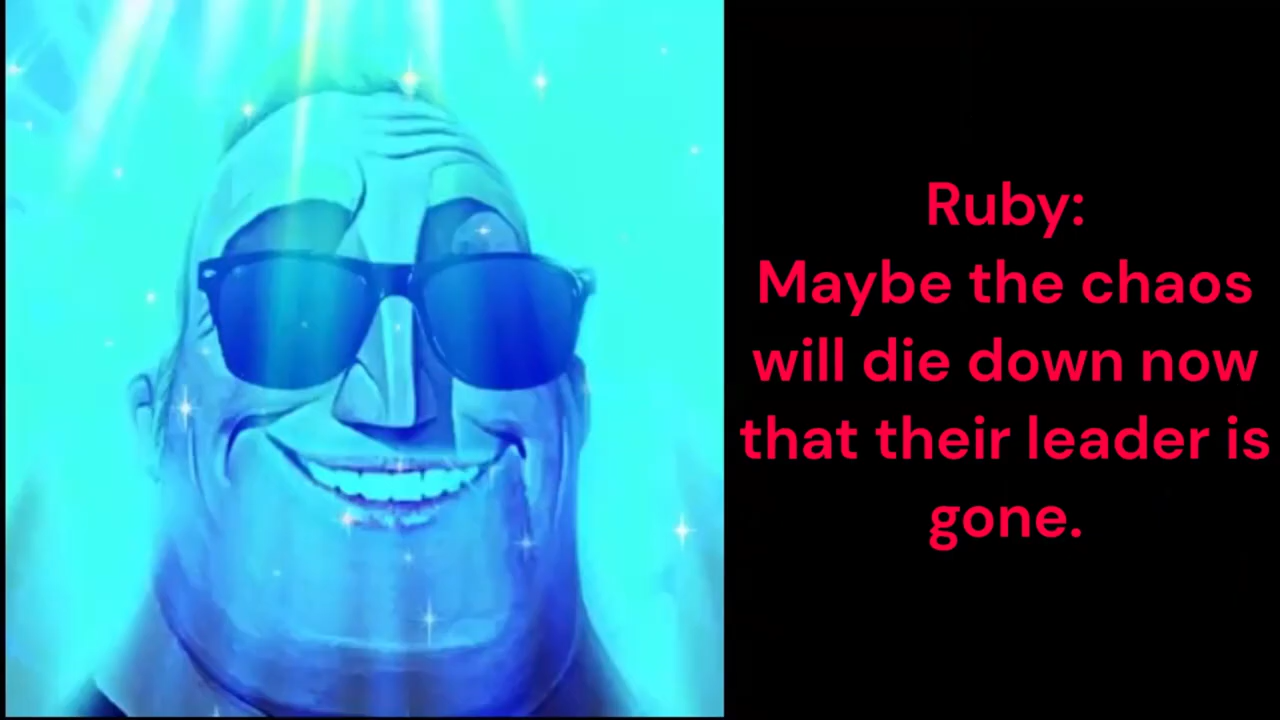 Ruby:
Maybe the chaos
will die down now
that their leader is
gone.